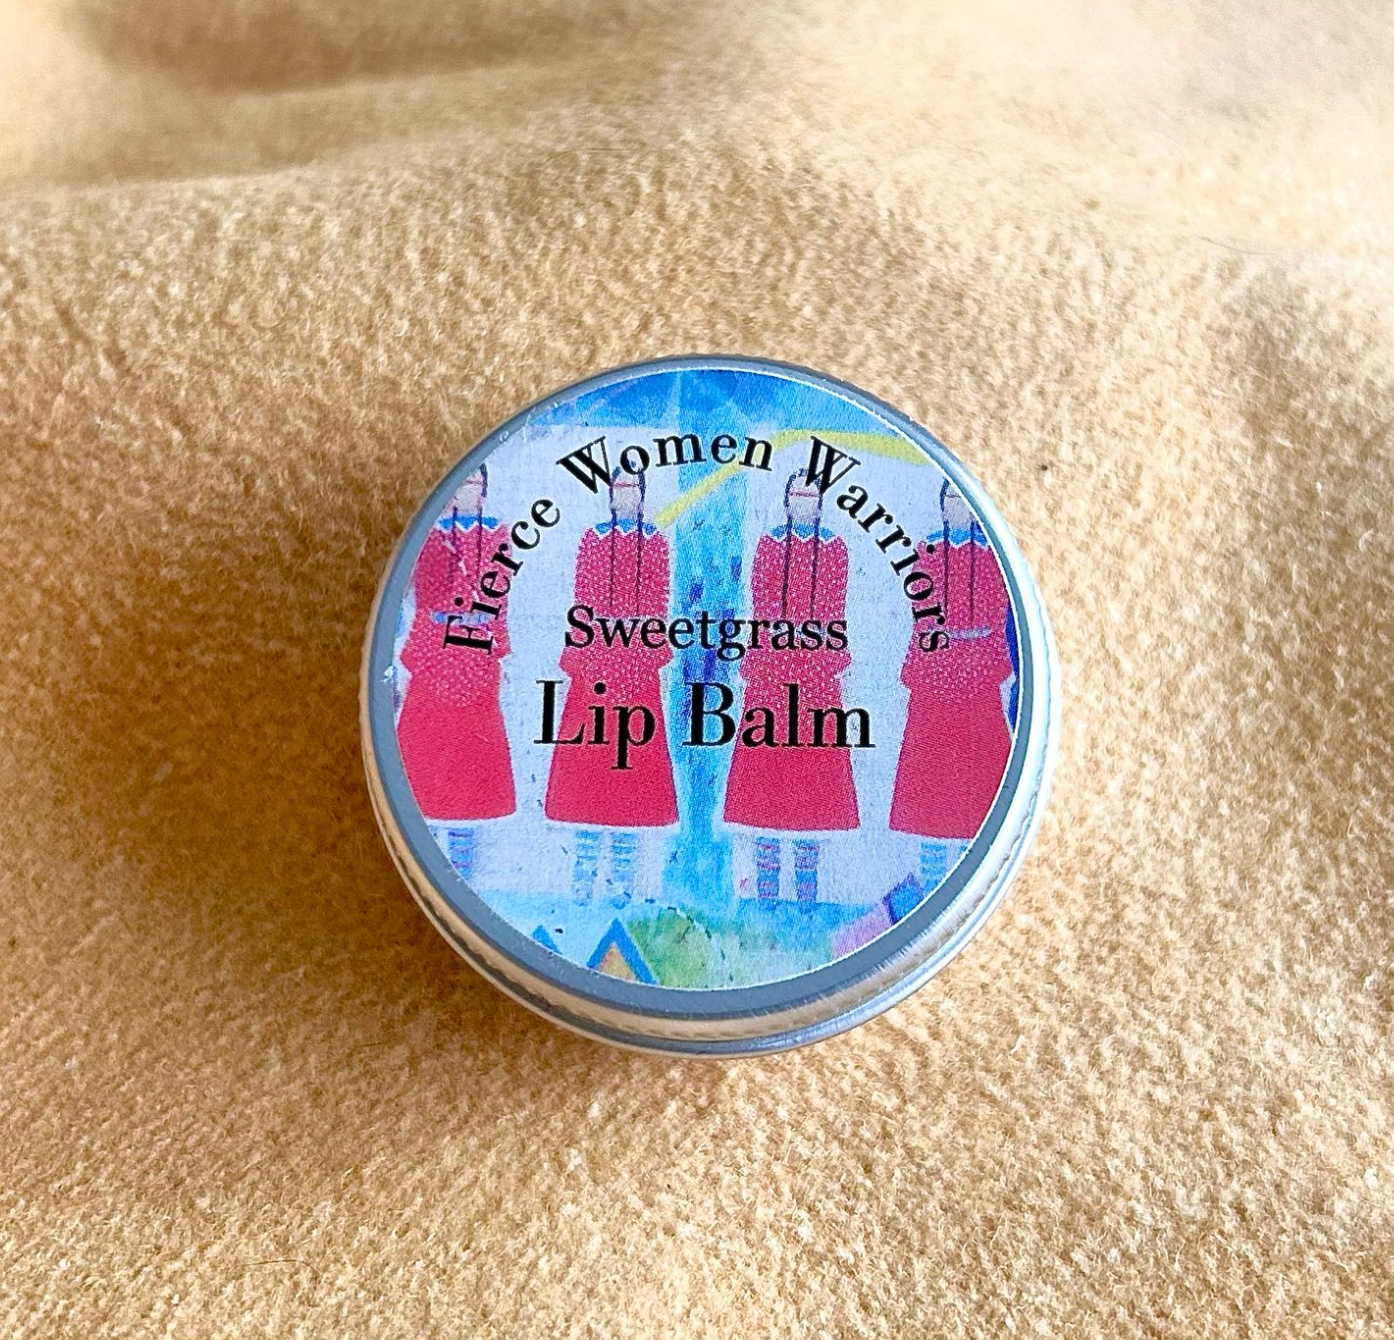 Fierce Women Warriors
Sweetgrass
Lip Balm